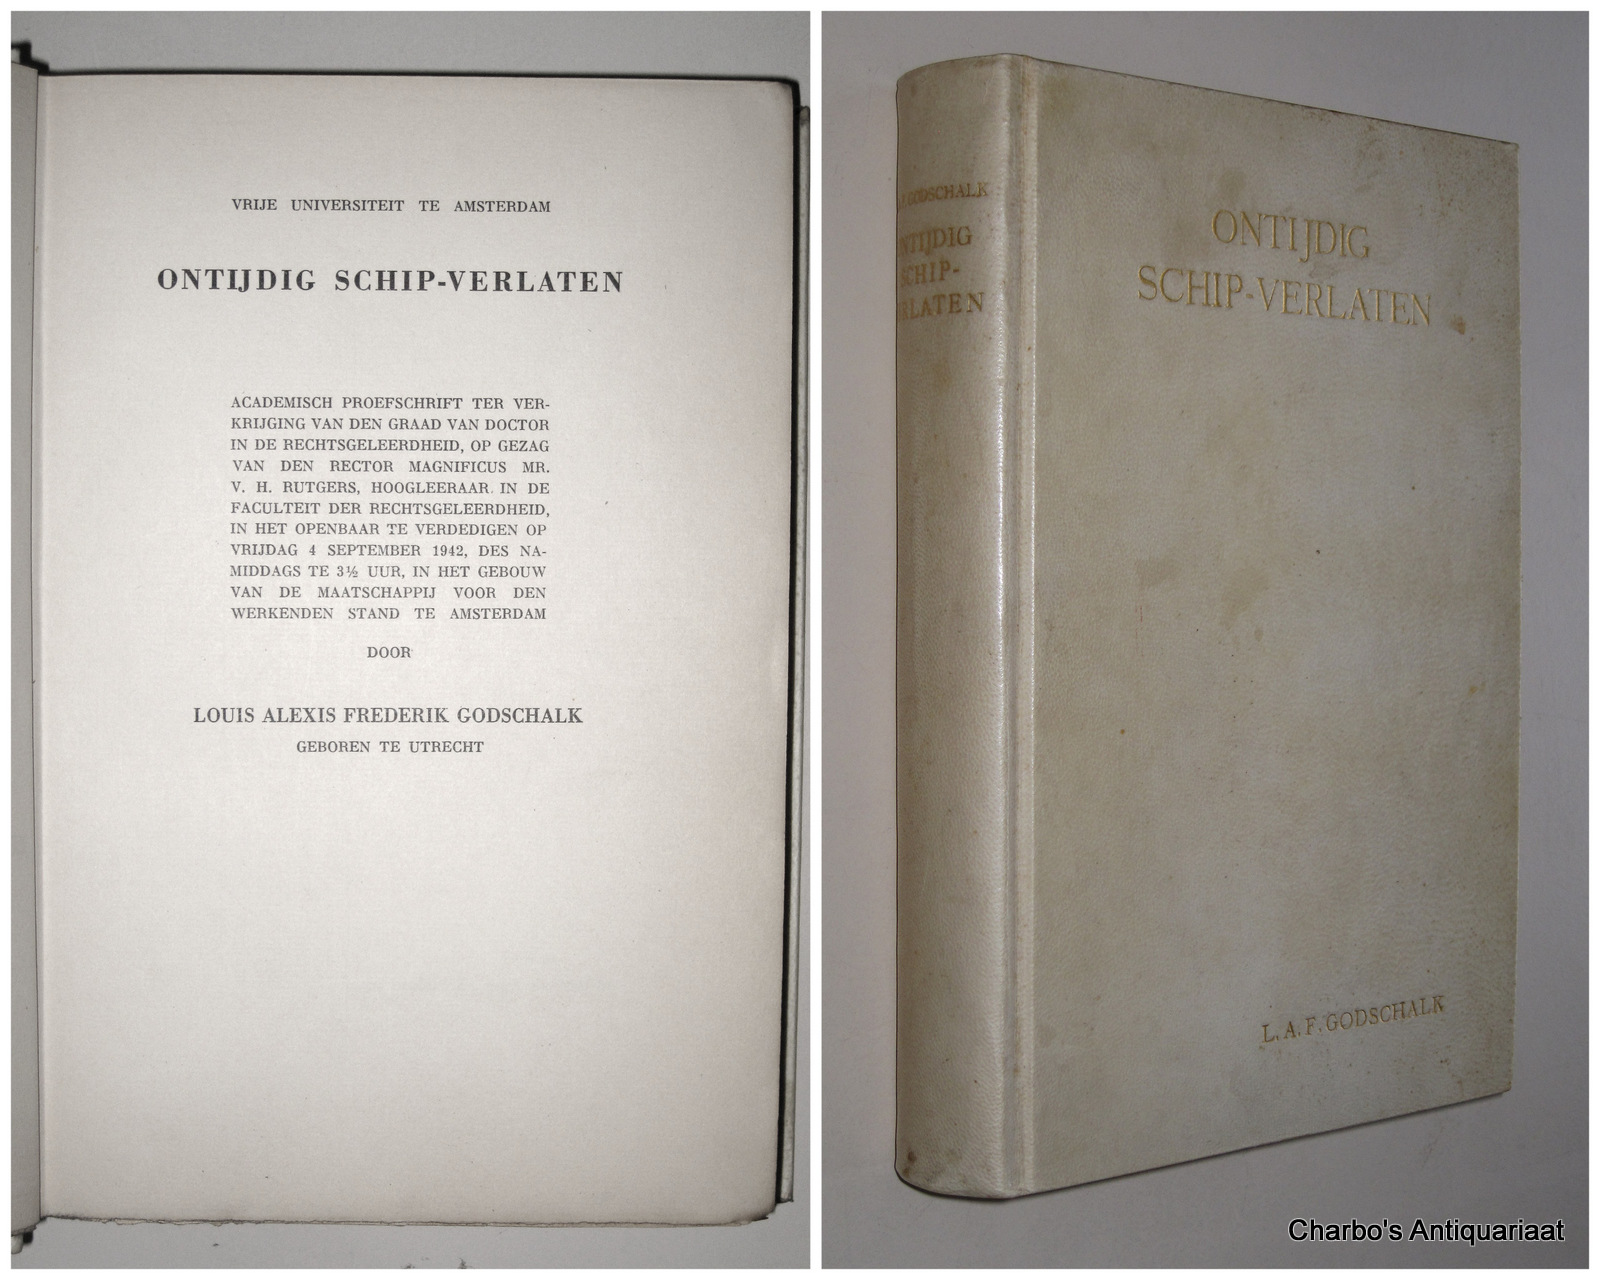 VRIJE UNIVERSITEIT TE AMSTERDAM
ONTIJDIG SCHIP-VERLATEN
ACADEMISCH PROEFSCHRIFT TER VER-
KRIJGING VAN DEN GRAAD VAN DOCTOR
IN DE RECHTSGELEERDHEID, OP GEZAG
VAN DEN RECTOR MAGNIFICUS MR.
V. H. RUTGERS, HOOGLEERAAR IN DE
FACULTEIT DER RECHTSGELEERDHEID,
IN HET OPENBAAR TE VERDEDIGEN OP
VRIJDAG 4 SEPTEMBER 1942, DES NA-
MIDDAGS TE 3½ UUR, IN HET GEBOUW
VAN DE MAATSCHAPPIJ VOOR DEN
WERKENDEN STAND TE AMSTERDAM
DOOR
LOUIS ALEXIS FREDERIK GODSCHALK
GEBOREN TE UTRECHT
GODSCHALK
ONTIJDIG
SCHIP-
VERLATEN
ONTIJDIG
SCHIP-VERLATEN
L. A. F. GODSCHALK
Charbo's Antiquariaat